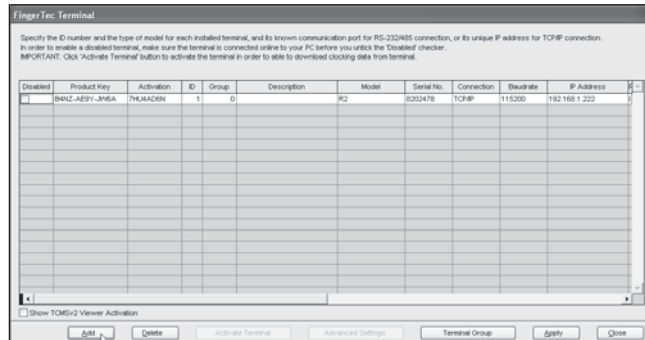 FingerTec Terminal
Specify the ID number and the type of model for each installed terminal, and its known communication port for RS-232/485 connection, or its unique IP address for TCP/IP connection.
In order to enable a disabled terminal, make sure the terminal is connected online to your PC before you untick the 'Disabled' checker.
IMPORTANT: Click 'Activate Terminal' button to activate the terminal in order to able to download clocking data from terminal.
Disabled Product Key Activation ID Group Description Model Serial No. Connection Baudrate IP Address
7HU4AD6N 1 0 R2 8202478 TCP/IP 115200 192.168.1.222
Show TCMSv2 Viewer Activation
Add Delete Activate Terminal Advanced Settings Terminal Group Apply Close